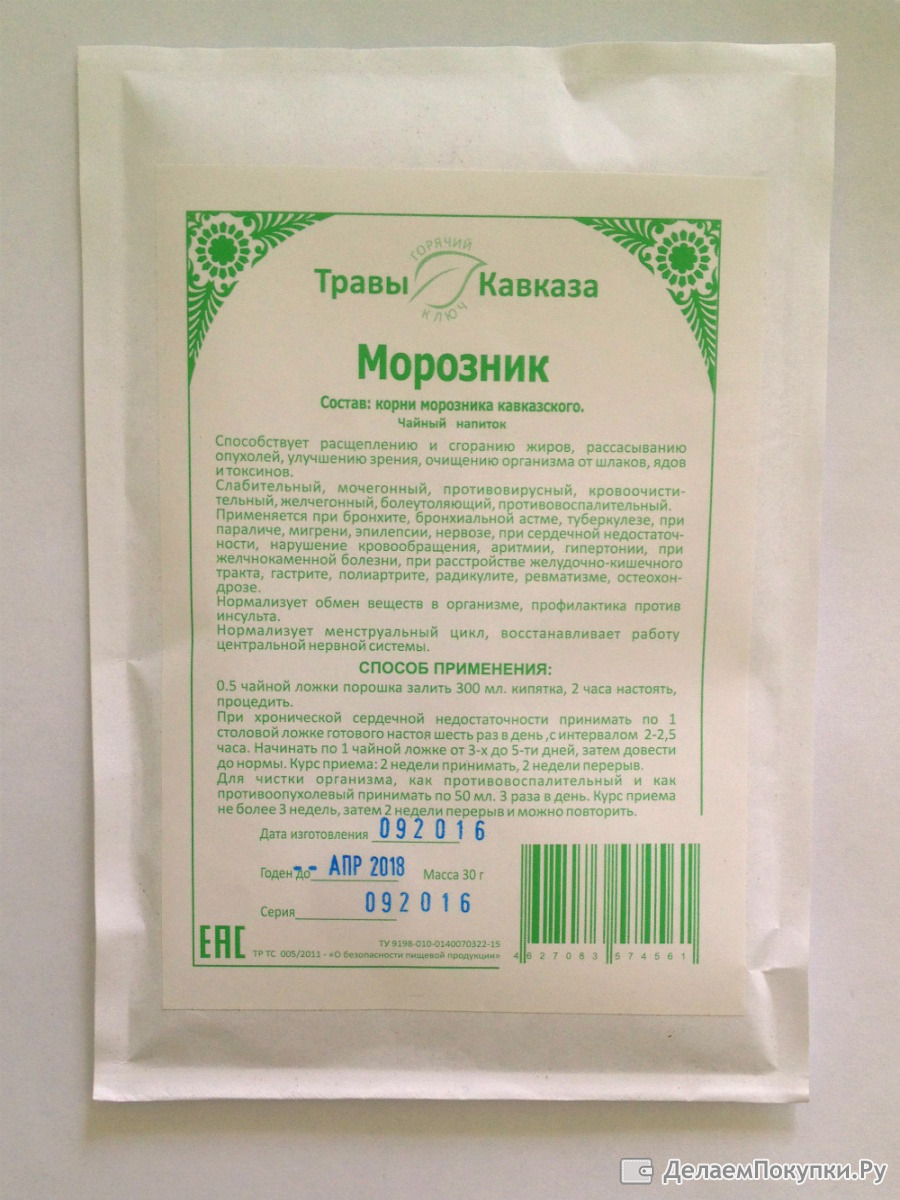 ГОРЯЧИЙ
Травы Кавказа
КЛЮЧ
Морозник
Состав: корни морозника кавказского.
Чайный напиток
Способствует расщеплению и сгоранию жиров, рассасыванию
опухолей, улучшению зрения, очищению организма от шлаков, ядов
и токсинов.
Слабительный, мочегонный, противовирусный, кровоочисти-
тельный, желчегонный, болеутоляющий, противовоспалительный.
Применяется при бронхите, бронхиальной астме, туберкулезе, при
параличе, мигрени, эпилепсии, нервозе, при сердечной недостаточ-
ности, нарушение кровообращения, аритмии, гипертонии, при
желчнокаменной болезни, при расстройстве желудочно-кишечного
тракта, гастрите, полиартрите, радикулите, ревматизме, остеохон-
дрозе.
Нормализует обмен веществ в организме, профилактика против
инсульта.
Нормализует менструальный цикл, восстанавливает работу
центральной нервной системы.
СПОСОБ ПРИМЕНЕНИЯ:
0.5 чайной ложки порошка залить 300 мл. кипятка, 2 часа настоять,
процедить.
При хронической сердечной недостаточности принимать по 1
столовой ложке готового настоя шесть раз в день ,с интервалом 2-2,5
часа. Начинать по 1 чайной ложке от 3-х до 5-ти дней, затем довести
до нормы. Курс приема: 2 недели принимать, 2 недели перерыв.
Для чистки организма, как противовоспалительный и как
противоопухолевый принимать по 50 мл. 3 раза в день. Курс приема
не более 3 недель, затем 2 недели перерыв и можно повторить.
Дата изготовления 092016
Годен до -- АПР 2018 Масса 30 г
Серия 092016
ЕАС
ТУ 9198-010-0140070322-15
ТР ТС 005/2011 - «О безопасности пищевой продукции»
4 627083 574561
ДелаемПокупки.Ру